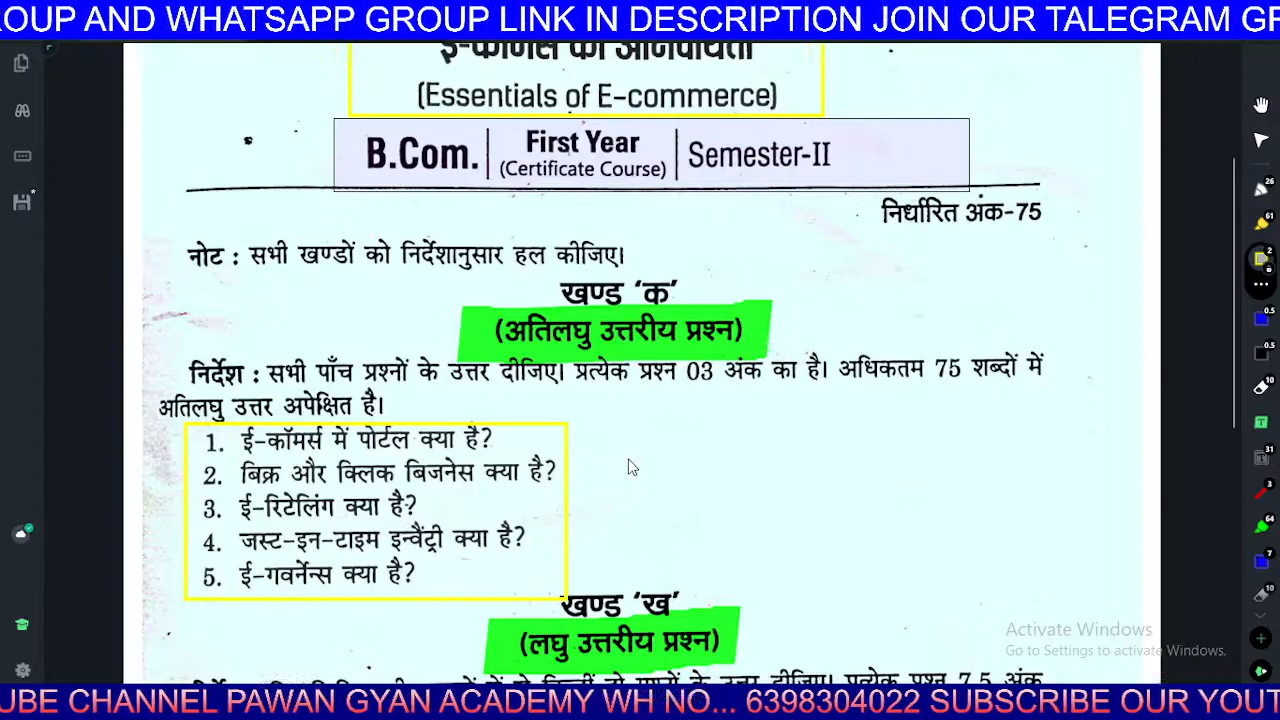 OUP AND WHATSAPP GROUP LINK IN DESCRIPTION JOIN OUR TALEGRAM
(Essentials of E-commerce)
B.Com. First Year (Certificate Course) Semester-II
निर्धारित अंक-75
नोट : सभी खण्डों को निर्देशानुसार हल कीजिए।
खण्ड ‘क’
(अतिलघु उत्तरीय प्रश्न)
निर्देश : सभी पाँच प्रश्नों के उत्तर दीजिए। प्रत्येक प्रश्न 03 अंक का है। अधिकतम 75 शब्दों में
अतिलघु उत्तर अपेक्षित है।
1. ई-कॉमर्स में पोर्टल क्या है?
2. बिक्र और क्लिक बिजनेस क्या है?
3. ई-रिटेलिंग क्या है?
4. जस्ट-इन-टाइम इन्वैंट्री क्या है?
5. ई-गवर्नेन्स क्या है?
खण्ड ‘ख’
(लघु उत्तरीय प्रश्न)
Activate Windows
Go to Settings to activate Windows.
UBE CHANNEL PAWAN GYAN ACADEMY WH NO... 6398304022 SUBSCRIBE OUR YOUT